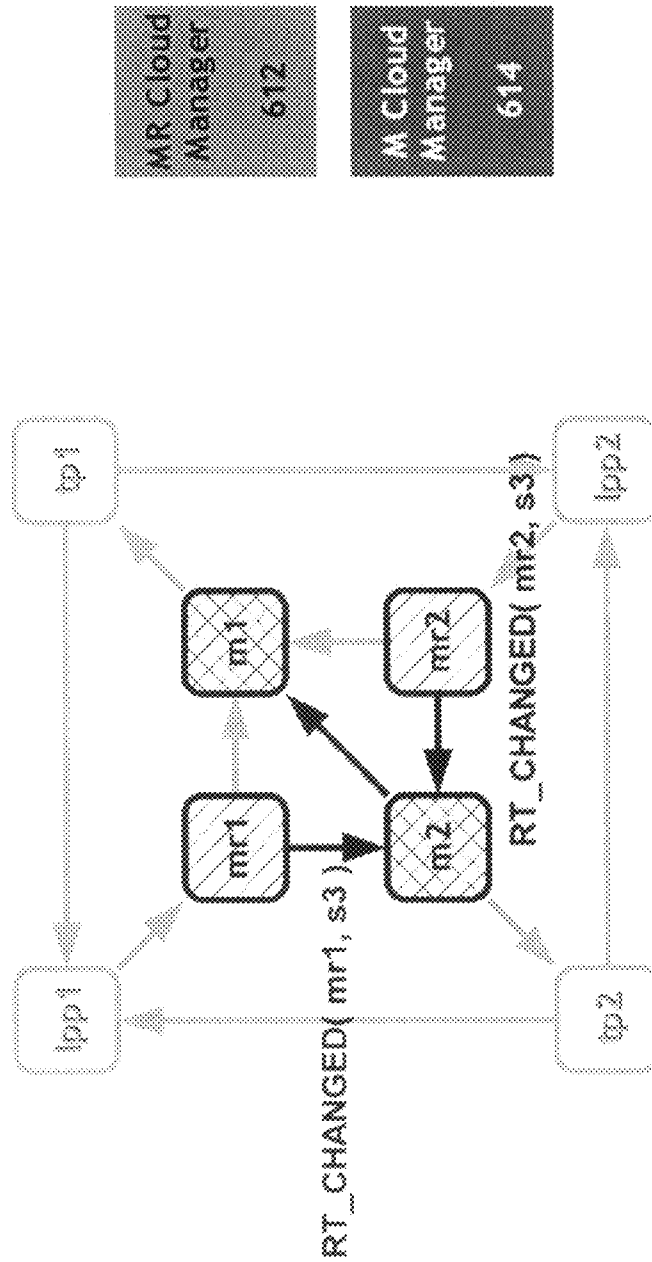 lpp1
tp1
mr1
m1
RT_CHANGED( mr1, s3 )
m2
mr2
RT_CHANGED( mr2, s3 )
tp2
lpp2
MR Cloud
Manager
612
M Cloud
Manager
614